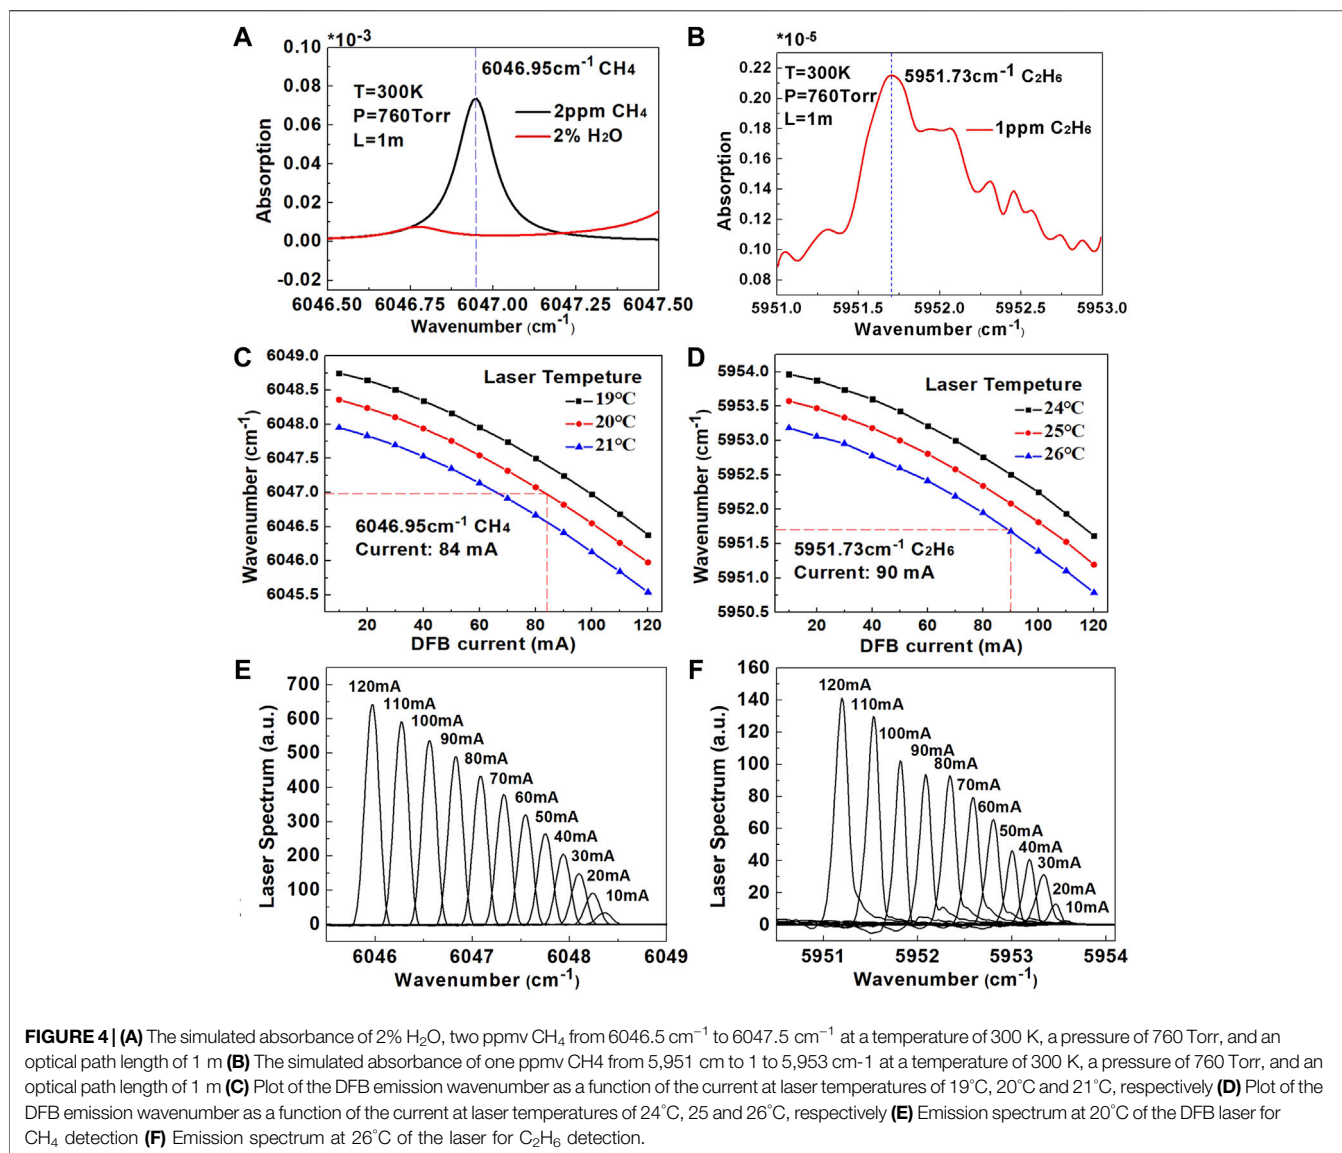 A
*10⁻³
0.10
0.08
0.06
0.04
0.02
0.00
-0.02
Absorption
6046.95cm⁻¹ CH₄
T=300K
P=760Torr
L=1m
2ppm CH₄
2% H₂O
6046.50 6046.75 6047.00 6047.25 6047.50
Wavenumber (cm⁻¹)
B
*10⁻⁵
0.22
0.20
0.18
0.16
0.14
0.12
0.10
0.08
Absorption
T=300K
P=760Torr
L=1m
5951.73cm⁻¹ C₂H₆
1ppm C₂H₆
5951.0 5951.5 5952.0 5952.5 5953.0
Wavenumber (cm⁻¹)
C
6049.0
6048.5
6048.0
6047.5
6047.0
6046.5
6046.0
6045.5
Wavenumber (cm⁻¹)
Laser Tempeture
19°C
20°C
21°C
6046.95cm⁻¹ CH₄
Current: 84 mA
20 40 60 80 100 120
DFB current (mA)
D
5954.0
5953.5
5953.0
5952.5
5952.0
5951.5
5951.0
5950.5
Wavenumber (cm⁻¹)
Laser Tempeture
24°C
25°C
26°C
5951.73cm⁻¹ C₂H₆
Current: 90 mA
20 40 60 80 100 120
DFB current (mA)
E
700
600
500
400
300
200
100
0
Laser Spectrum (a.u.)
120mA
110mA
100mA
90mA
80mA
70mA
60mA
50mA
40mA
30mA
20mA
10mA
6046 6047 6048 6049
Wavenumber (cm⁻¹)
F
160
140
120
100
80
60
40
20
0
Laser Spectrum (a.u.)
120mA
110mA
100mA
90mA
80mA
70mA
60mA
50mA
40mA
30mA
20mA
10mA
5951 5952 5953 5954
Wavenumber (cm⁻¹)
FIGURE 4 | (A) The simulated absorbance of 2% H₂O, two ppmv CH₄ from 6046.5 cm⁻¹ to 6047.5 cm⁻¹ at a temperature of 300 K, a pressure of 760 Torr, and an
optical path length of 1 m (B) The simulated absorbance of one ppmv CH4 from 5,951 cm to 1 to 5,953 cm-1 at a temperature of 300 K, a pressure of 760 Torr, and an
optical path length of 1 m (C) Plot of the DFB emission wavenumber as a function of the current at laser temperatures of 19°C, 20°C and 21°C, respectively (D) Plot of the
DFB emission wavenumber as a function of the current at laser temperatures of 24°C, 25 and 26°C, respectively (E) Emission spectrum at 20°C of the DFB laser for
CH₄ detection (F) Emission spectrum at 26°C of the laser for C₂H₆ detection.